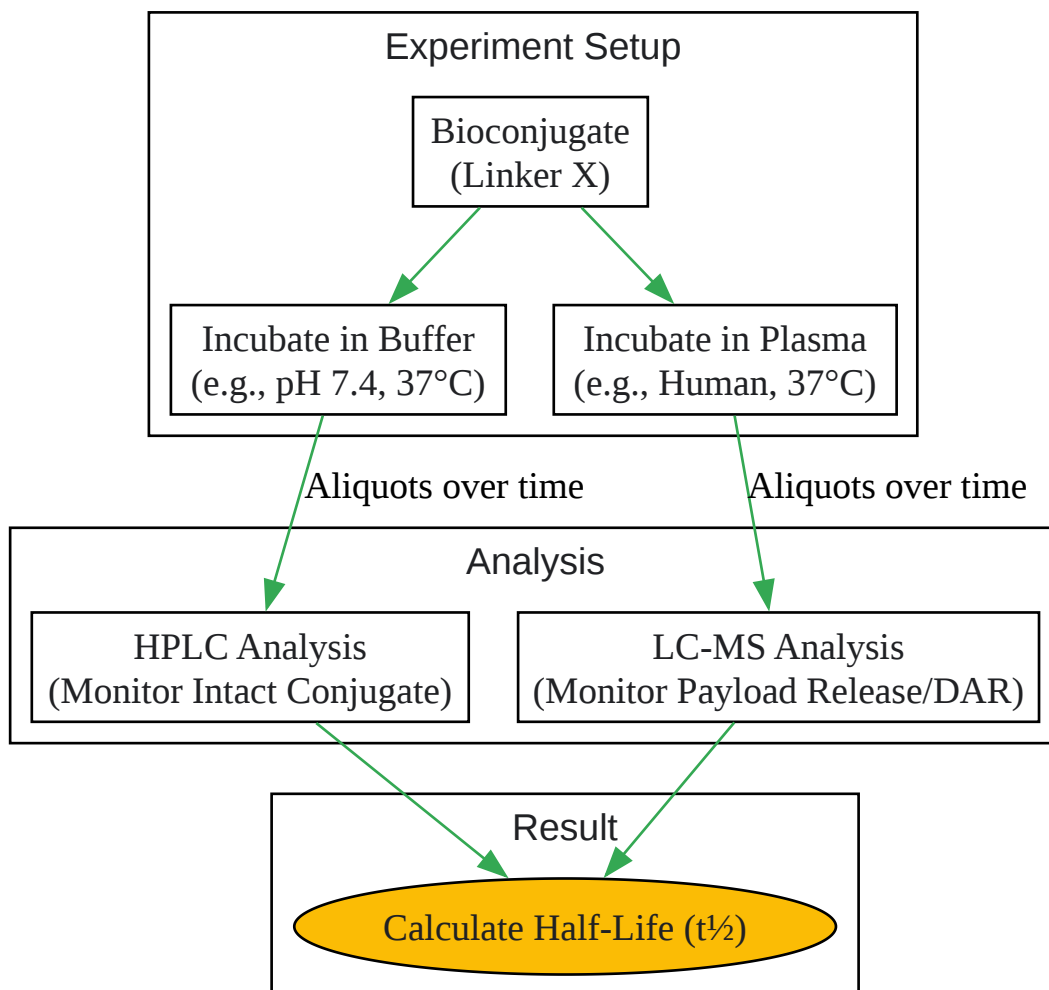 Experiment Setup
Bioconjugate
(Linker X)
Incubate in Buffer
(e.g., pH 7.4, 37°C)
Incubate in Plasma
(e.g., Human, 37°C)
Aliquots over time
Aliquots over time
Analysis
HPLC Analysis
(Monitor Intact Conjugate)
LC-MS Analysis
(Monitor Payload Release/DAR)
Result
Calculate Half-Life (t½)